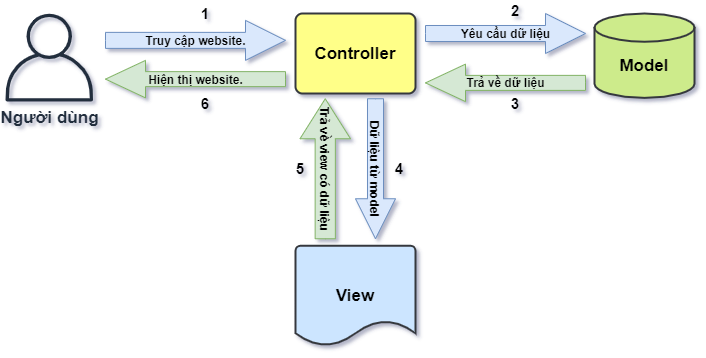 1
Truy cập website.
Controller
2
Yêu cầu dữ liệu
Model
Trả về dữ liệu
3
Hiện thị website.
6
Người dùng
5
Trả về view có dữ liệu
Dữ liệu từ model
4
View